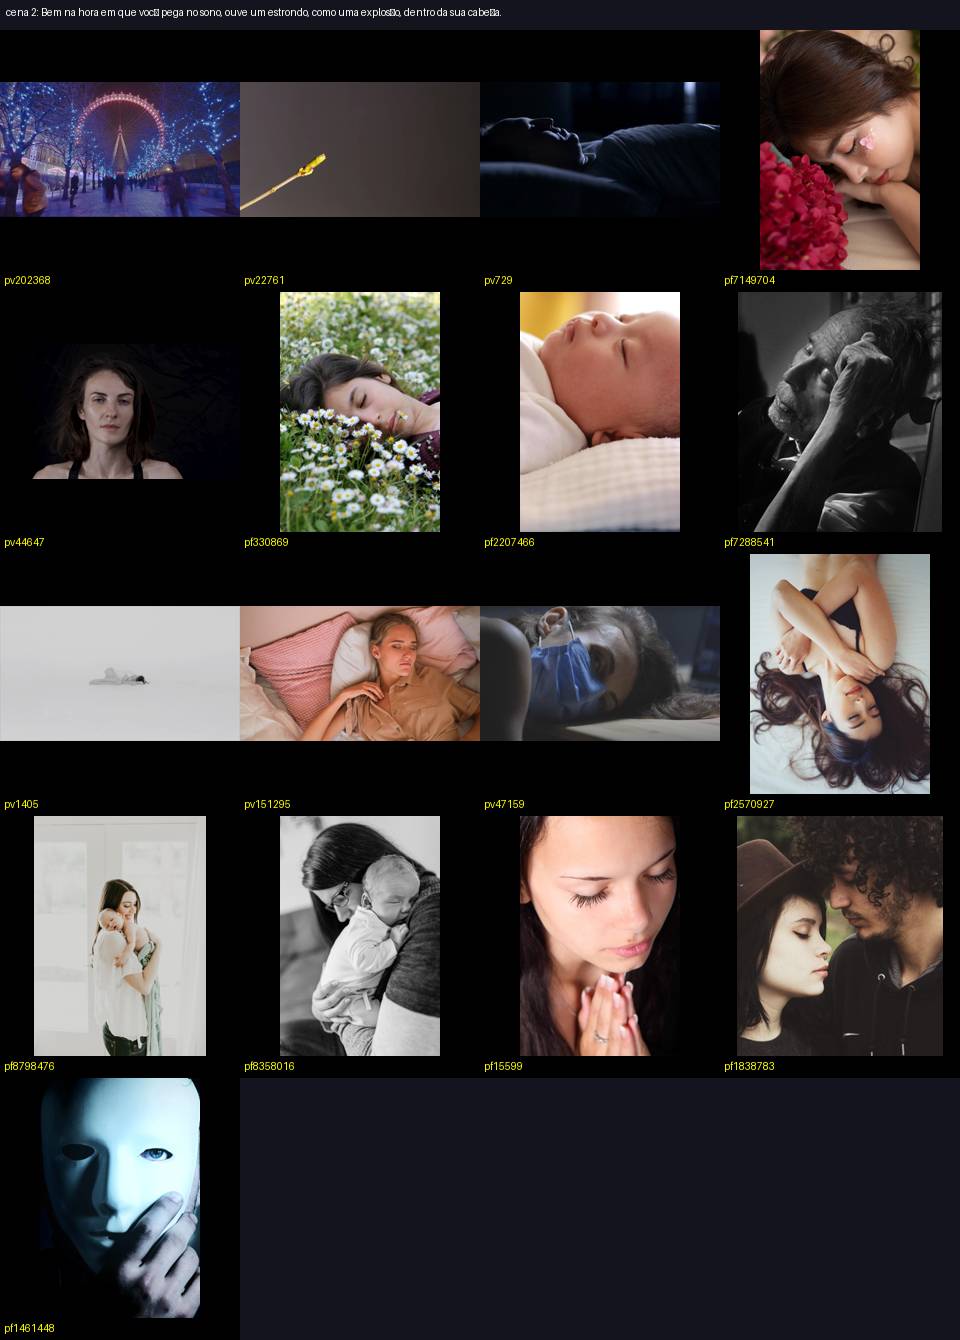 cena 2: Bem na hora em que voc� pega no sono, ouve um estrondo, como uma explos�o, dentro da sua cabe�a.
pv202368
pv22761
pv729
pf7149704
pv44647
pf330869
pf2207466
pf7288541
pv1405
pv151295
pv47159
pf2570927
pf8798476
pf8358016
pf15599
pf1838783
pf1461448